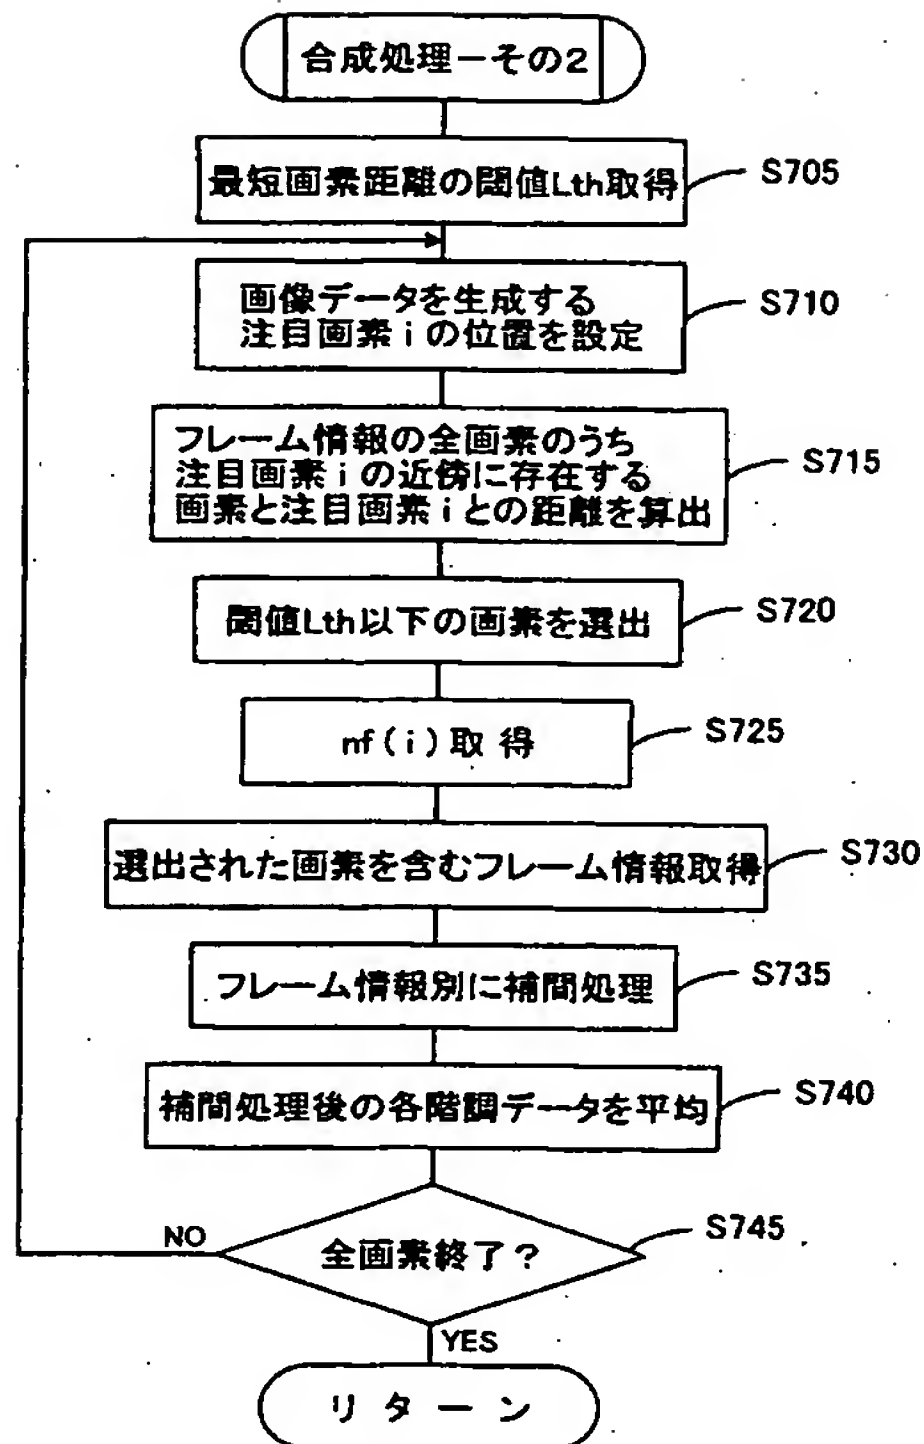 合成処理－その2
最短画素距離の閾値Lth取得
S705
画像データを生成する
注目画素iの位置を設定
S710
フレーム情報の全画素のうち
注目画素iの近傍に存在する
画素と注目画素iとの距離を算出
S715
閾値Lth以下の画素を選出
S720
nf(i)取得
S725
選出された画素を含むフレーム情報取得
S730
フレーム情報別に補間処理
S735
補間処理後の各階調データを平均
S740
全画素終了?
S745
NO
YES
リターン